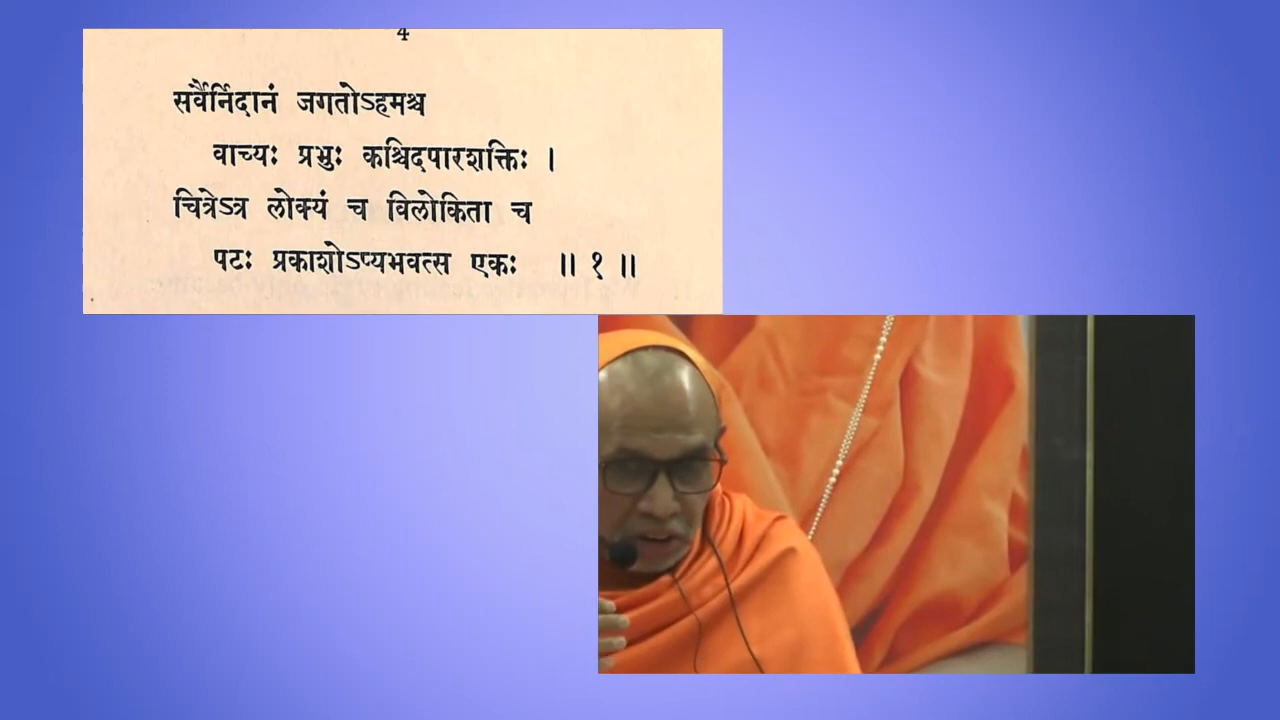 4
सर्वैर्निदानं जगतोऽहमश्च
वाच्यः प्रभुः कश्चिदपारशक्तिः ।
चित्रेऽत्र लोक्यं च विलोकिता च
पटः प्रकाशोऽप्यभवत्स एकः ॥ १ ॥